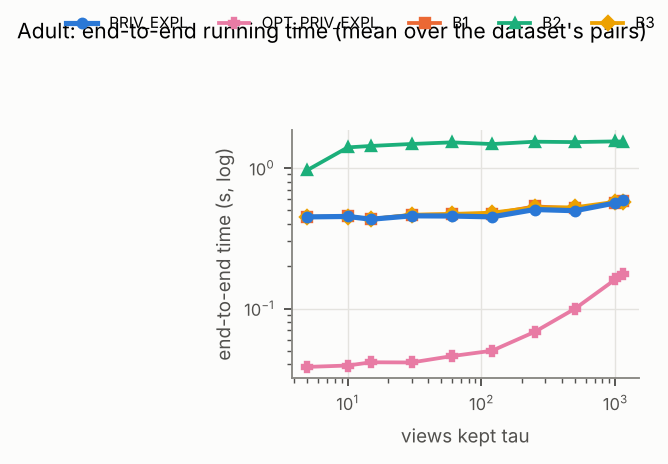 PRIV_EXPL OPT_PRIV_EXPL B1 B2 B3
Adult: end-to-end running time (mean over the dataset's pairs)
end-to-end time (s, log)
10⁰
10⁻¹
10¹ 10² 10³
views kept tau